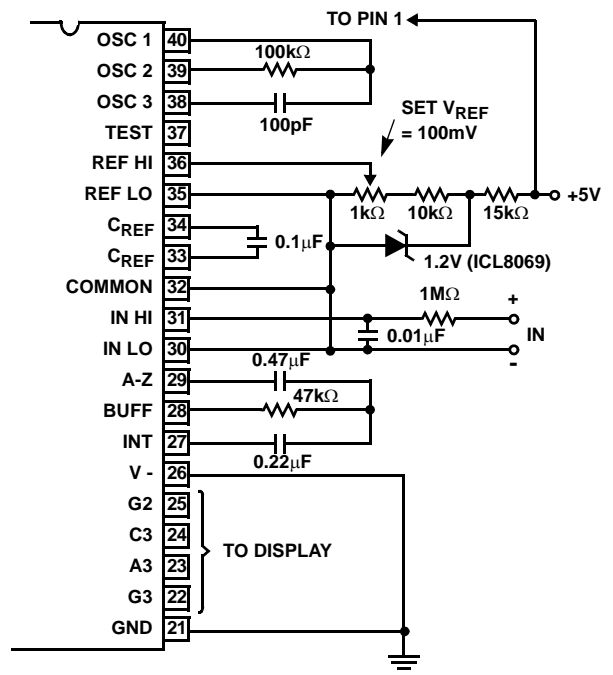 TO PIN 1
OSC 1 40
100kΩ
OSC 2 39
OSC 3 38
100pF
TEST 37
SET VREF
= 100mV
REF HI 36
REF LO 35
1kΩ 10kΩ 15kΩ
+5V
CREF 34
0.1μF
CREF 33
1.2V (ICL8069)
COMMON 32
1MΩ
+
IN HI 31
0.01μF
IN
IN LO 30
-
0.47μF
A-Z 29
47kΩ
BUFF 28
INT 27
0.22μF
V - 26
G2 25
C3 24
TO DISPLAY
A3 23
G3 22
GND 21